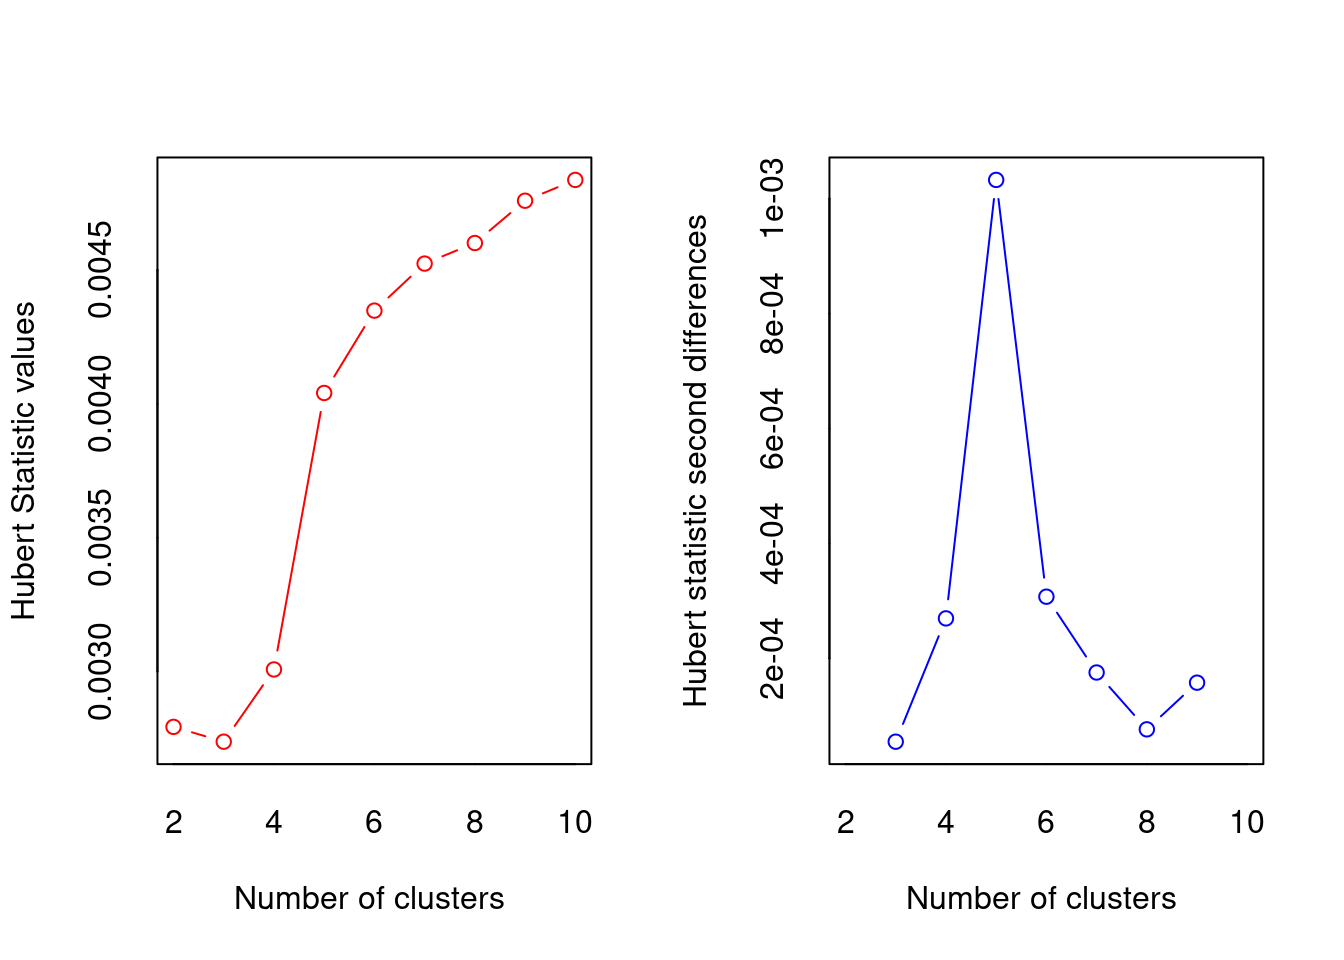 Hubert Statistic values
0.0030 0.0035 0.0040 0.0045
2 4 6 8 10
Number of clusters
Hubert statistic second differences
2e-04 4e-04 6e-04 8e-04 1e-03
2 4 6 8 10
Number of clusters